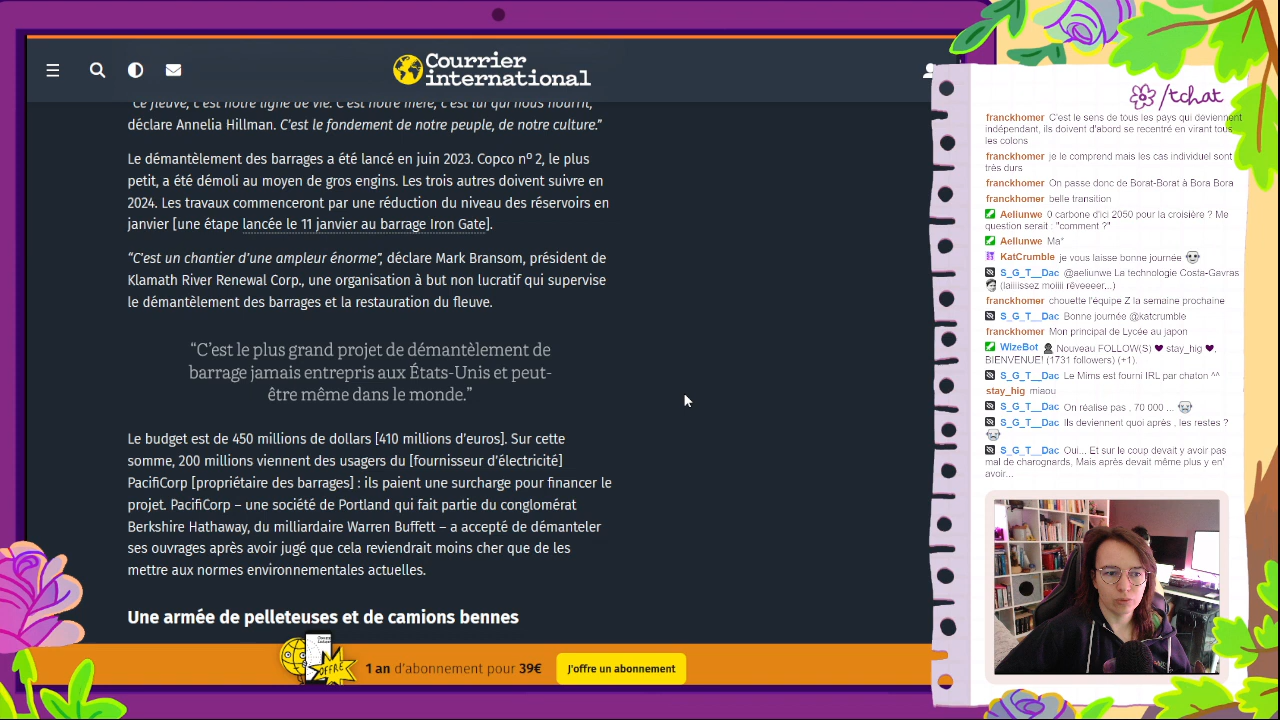 Courrier
international
"Ce fleuve, c'est notre ligne de vie. C'est notre mère, c'est lui qui nous nourrit,
déclare Annelia Hillman. C'est le fondement de notre peuple, de notre culture."
Le démantèlement des barrages a été lancé en juin 2023. Copco nº 2, le plus
petit, a été démoli au moyen de gros engins. Les trois autres doivent suivre en
2024. Les travaux commenceront par une réduction du niveau des réservoirs en
janvier [une étape lancée le 11 janvier au barrage Iron Gate].
"C'est un chantier d'une ampleur énorme", déclare Mark Bransom, président de
Klamath River Renewal Corp., une organisation à but non lucratif qui supervise
le démantèlement des barrages et la restauration du fleuve.
"C'est le plus grand projet de démantèlement de
barrage jamais entrepris aux États-Unis et peut-
être même dans le monde."
Le budget est de 450 millions de dollars [410 millions d'euros]. Sur cette
somme, 200 millions viennent des usagers du [fournisseur d'électricité]
PacifiCorp [propriétaire des barrages] : ils paient une surcharge pour financer le
projet. PacifiCorp – une société de Portland qui fait partie du conglomérat
Berkshire Hathaway, du milliardaire Warren Buffett – a accepté de démanteler
ses ouvrages après avoir jugé que cela reviendrait moins cher que de les
mettre aux normes environnementales actuelles.
Une armée de pelleteuses et de camions bennes
OFFRE
1 an d'abonnement pour 39€
J'offre un abonnement
/tchat
franckhomer C'est le sens de tous les pays qui deviennent
indépendant, ils doivent d'abord se recentré en virant tous
les colons
franckhomer je le comprend mais les cas individuel sont
très durs
franckhomer On passe donc de Borat-Borat à Bora Bora
franckhomer belle transition
Aeliunwe 0 carbone d'ici 2050 pour la croisière ? Me
question serait : "comment ?"
Aeliunwe Ma*
KatCrumble je vous laisse bonne journée
S_G_T__Dac @aeliunwe La technologie Costa-Gavras
(laiiissez moiiii rêveeeer...)
franckhomer chouette l'équipe Z la semaine prochaine
S_G_T__Dac Bonne journée @katcrumble
franckhomer Mon principal de Lycée au japon
WizeBot Nouveau FOLLOW(S) ♥ stay_hig ♥,
BIENVENUE! (1731 followers) (+1).
S_G_T__Dac Le Mims est fourni IRL par chaton ^^
stay_hig miaou
S_G_T__Dac On réalise pas , 70 000 ...
S_G_T__Dac Ils deviennent quoi après , les restes ?
S_G_T__Dac Oui... Et sur le coup devait y avoir pas
mal de charognards, Mais après devait même plus y en'
avoir...